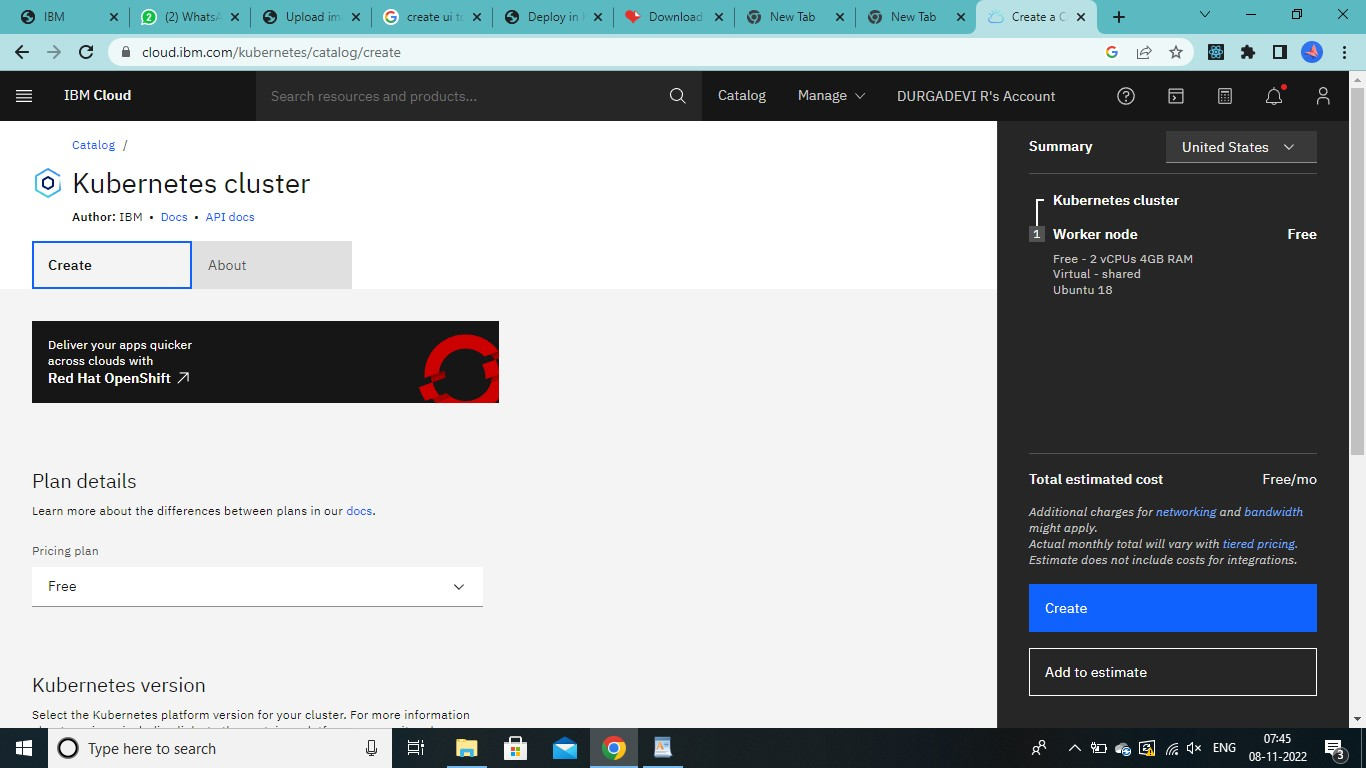 IBM
(2) WhatsA
Upload im
create ui to
Deploy in
Download
New Tab
New Tab
Create a C
cloud.ibm.com/kubernetes/catalog/create
IBM Cloud
Search resources and products...
Catalog
Manage
DURGADEVI R's Account
Catalog /
Kubernetes cluster
Author: IBM • Docs • API docs
Create
About
Deliver your apps quicker
across clouds with
Red Hat OpenShift
Plan details
Learn more about the differences between plans in our docs.
Pricing plan
Free
Kubernetes version
Select the Kubernetes platform version for your cluster. For more information
Summary
United States
Kubernetes cluster
1 Worker node Free
Free - 2 vCPUs 4GB RAM
Virtual - shared
Ubuntu 18
Total estimated cost Free/mo
Additional charges for networking and bandwidth
might apply.
Actual monthly total will vary with tiered pricing.
Estimate does not include costs for integrations.
Create
Add to estimate
Type here to search
ENG
07:45
08-11-2022
3